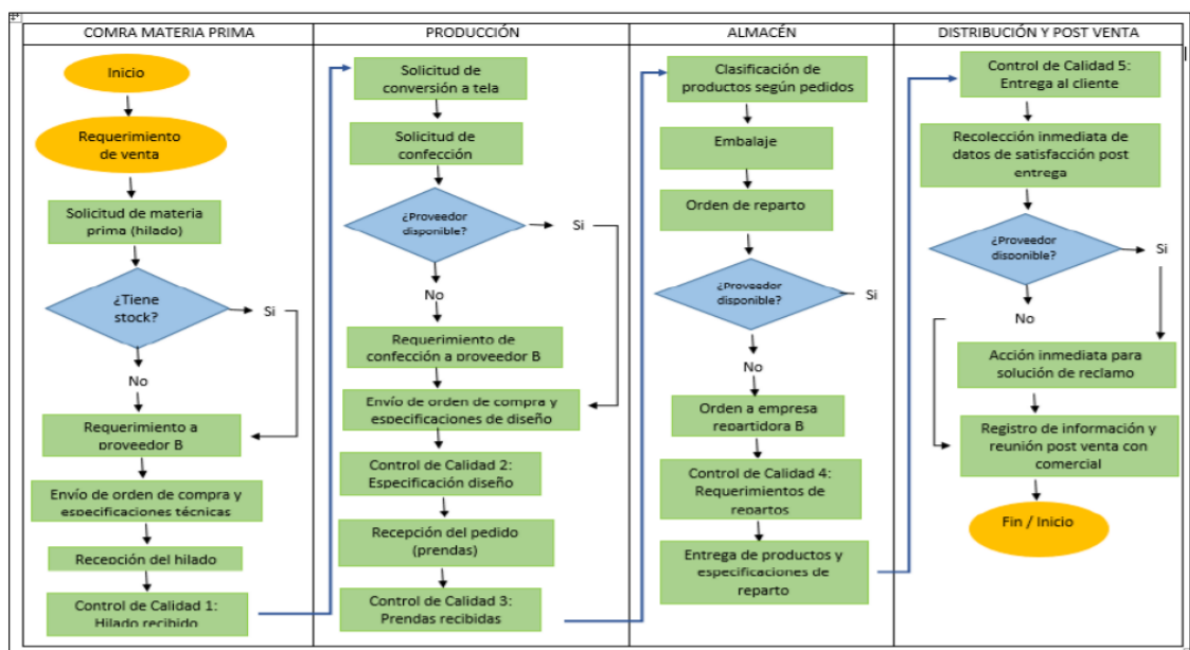 COMRA MATERIA PRIMA
Inicio
Requerimiento
de venta
Solicitud de materia
prima (hilado)
¿Tiene
stock?
Si
No
Requerimiento a
proveedor B
Envío de orden de compra y
especificaciones técnicas
Recepción del hilado
Control de Calidad 1:
Hilado recibido
PRODUCCIÓN
Solicitud de
conversión a tela
Solicitud de
confección
¿Proveedor
disponible?
Si
No
Requerimiento de
confección a proveedor B
Envío de orden de compra y
especificaciones de diseño
Control de Calidad 2:
Especificación diseño
Recepción del pedido
(prendas)
Control de Calidad 3:
Prendas recibidas
ALMACÉN
Clasificación de
productos según pedidos
Embalaje
Orden de reparto
¿Proveedor
disponible?
Si
No
Orden a empresa
repartidora B
Control de Calidad 4:
Requerimientos de
repartos
Entrega de productos y
especificaciones de
reparto
DISTRIBUCIÓN Y POST VENTA
Control de Calidad 5:
Entrega al cliente
Recolección inmediata de
datos de satisfacción post
entrega
¿Proveedor
disponible?
Si
No
Acción inmediata para
solución de reclamo
Registro de información y
reunión post venta con
comercial
Fin / Inicio